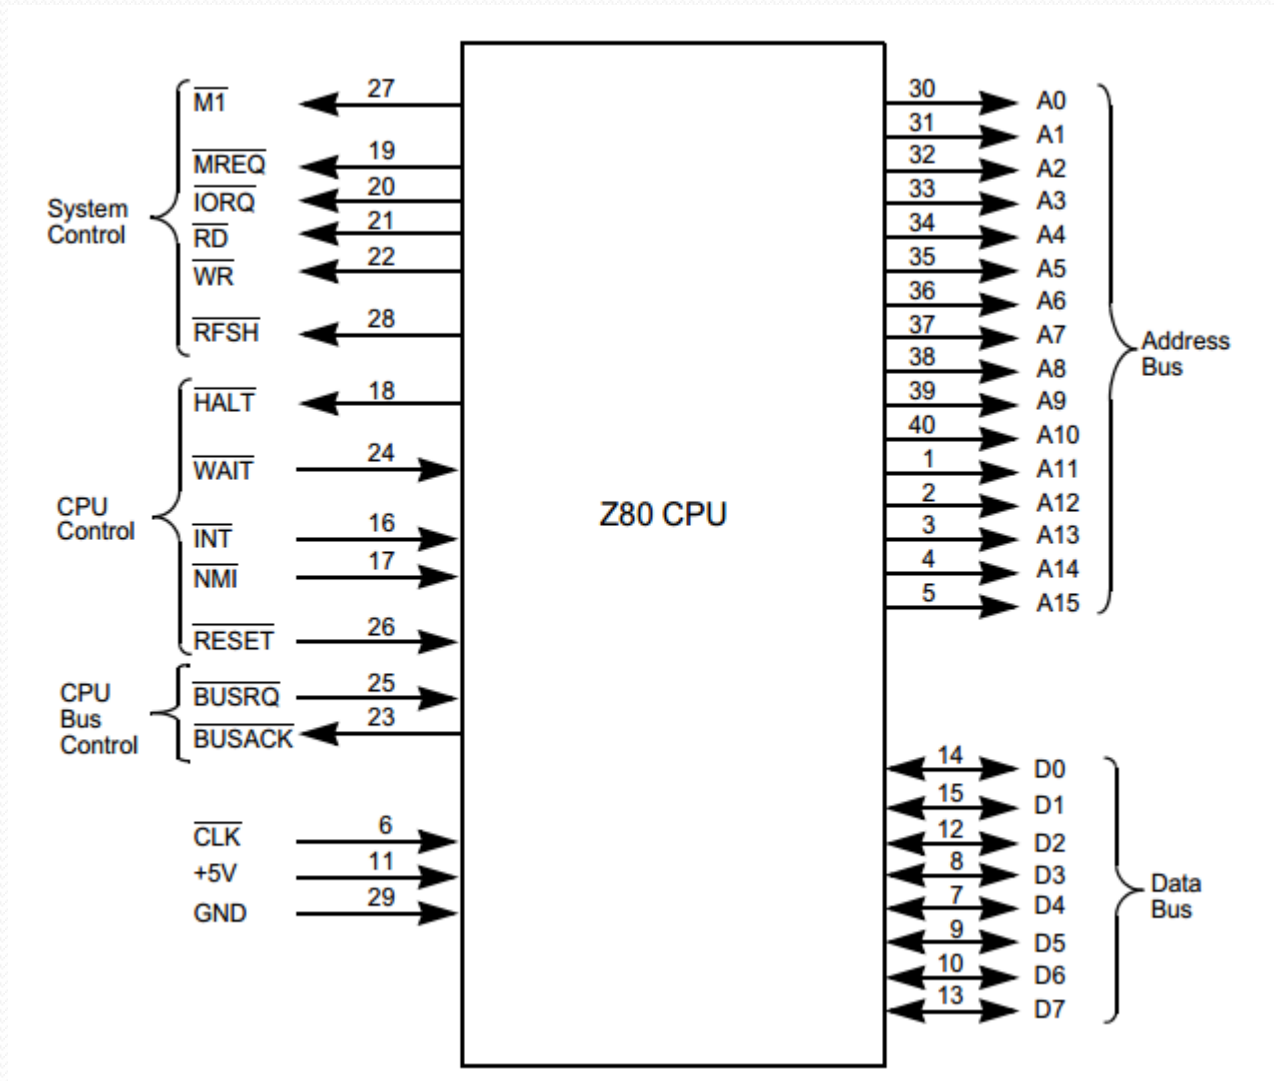 System
Control
M1 27
MREQ 19
IORQ 20
RD 21
WR 22
RFSH 28
CPU
Control
HALT 18
WAIT 24
INT 16
NMI 17
RESET 26
CPU
Bus
Control
BUSRQ 25
BUSACK 23
CLK 6
+5V 11
GND 29
Z80 CPU
30 A0
31 A1
32 A2
33 A3
34 A4
35 A5
36 A6
37 A7
38 A8
39 A9
40 A10
1 A11
2 A12
3 A13
4 A14
5 A15
Address
Bus
14 D0
15 D1
12 D2
8 D3
7 D4
9 D5
10 D6
13 D7
Data
Bus